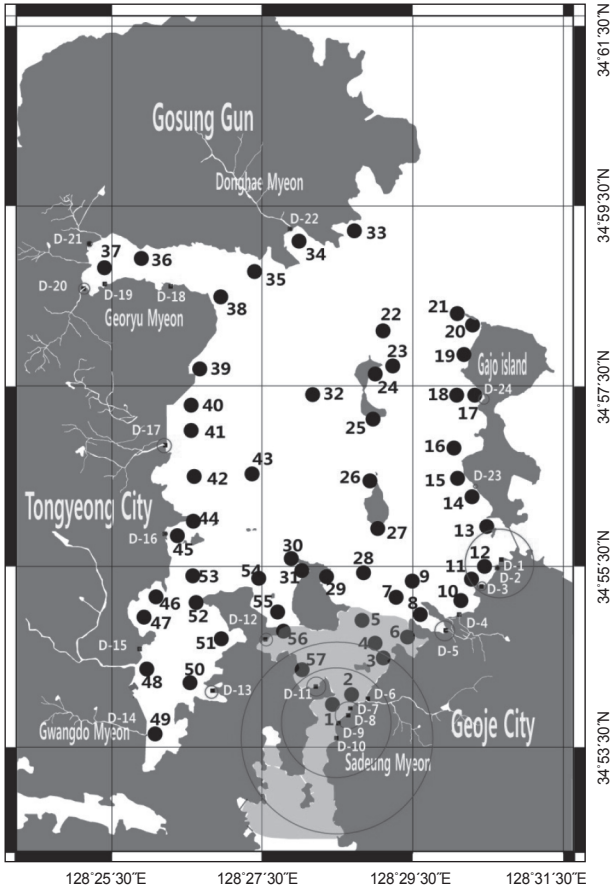 34˚61´30˝N
Gosung Gun
Donghae Myeon
34˚59´30˝N
D-22
33
D-21
34
37
36
35
D-20
D-19
D-18
38
Georyu Myeon
21
22
20
19
23
Gajo island
39
24
34˚57´30˝N
32
18
17
D-24
40
25
D-17
41
16
43
42
26
15
D-23
14
Tongyeong City
44
27
13
D-16
45
30
12
D-1
53
54
31
29
28
9
11
D-2
34˚55´30˝N
D-3
46
55
7
10
47
52
D-12
8
D-4
5
51
56
6
D-5
D-15
4
3
48
57
50
D-13
D-11
2
D-6
1
D-7
D-14
D-8
49
Gwangdo Myeon
D-9
Geoje City
D-10
34˚53´30˝N
Sadeung Myeon
128˚25´30˝E
128˚27´30˝E
128˚29´30˝E
128˚31´30˝E